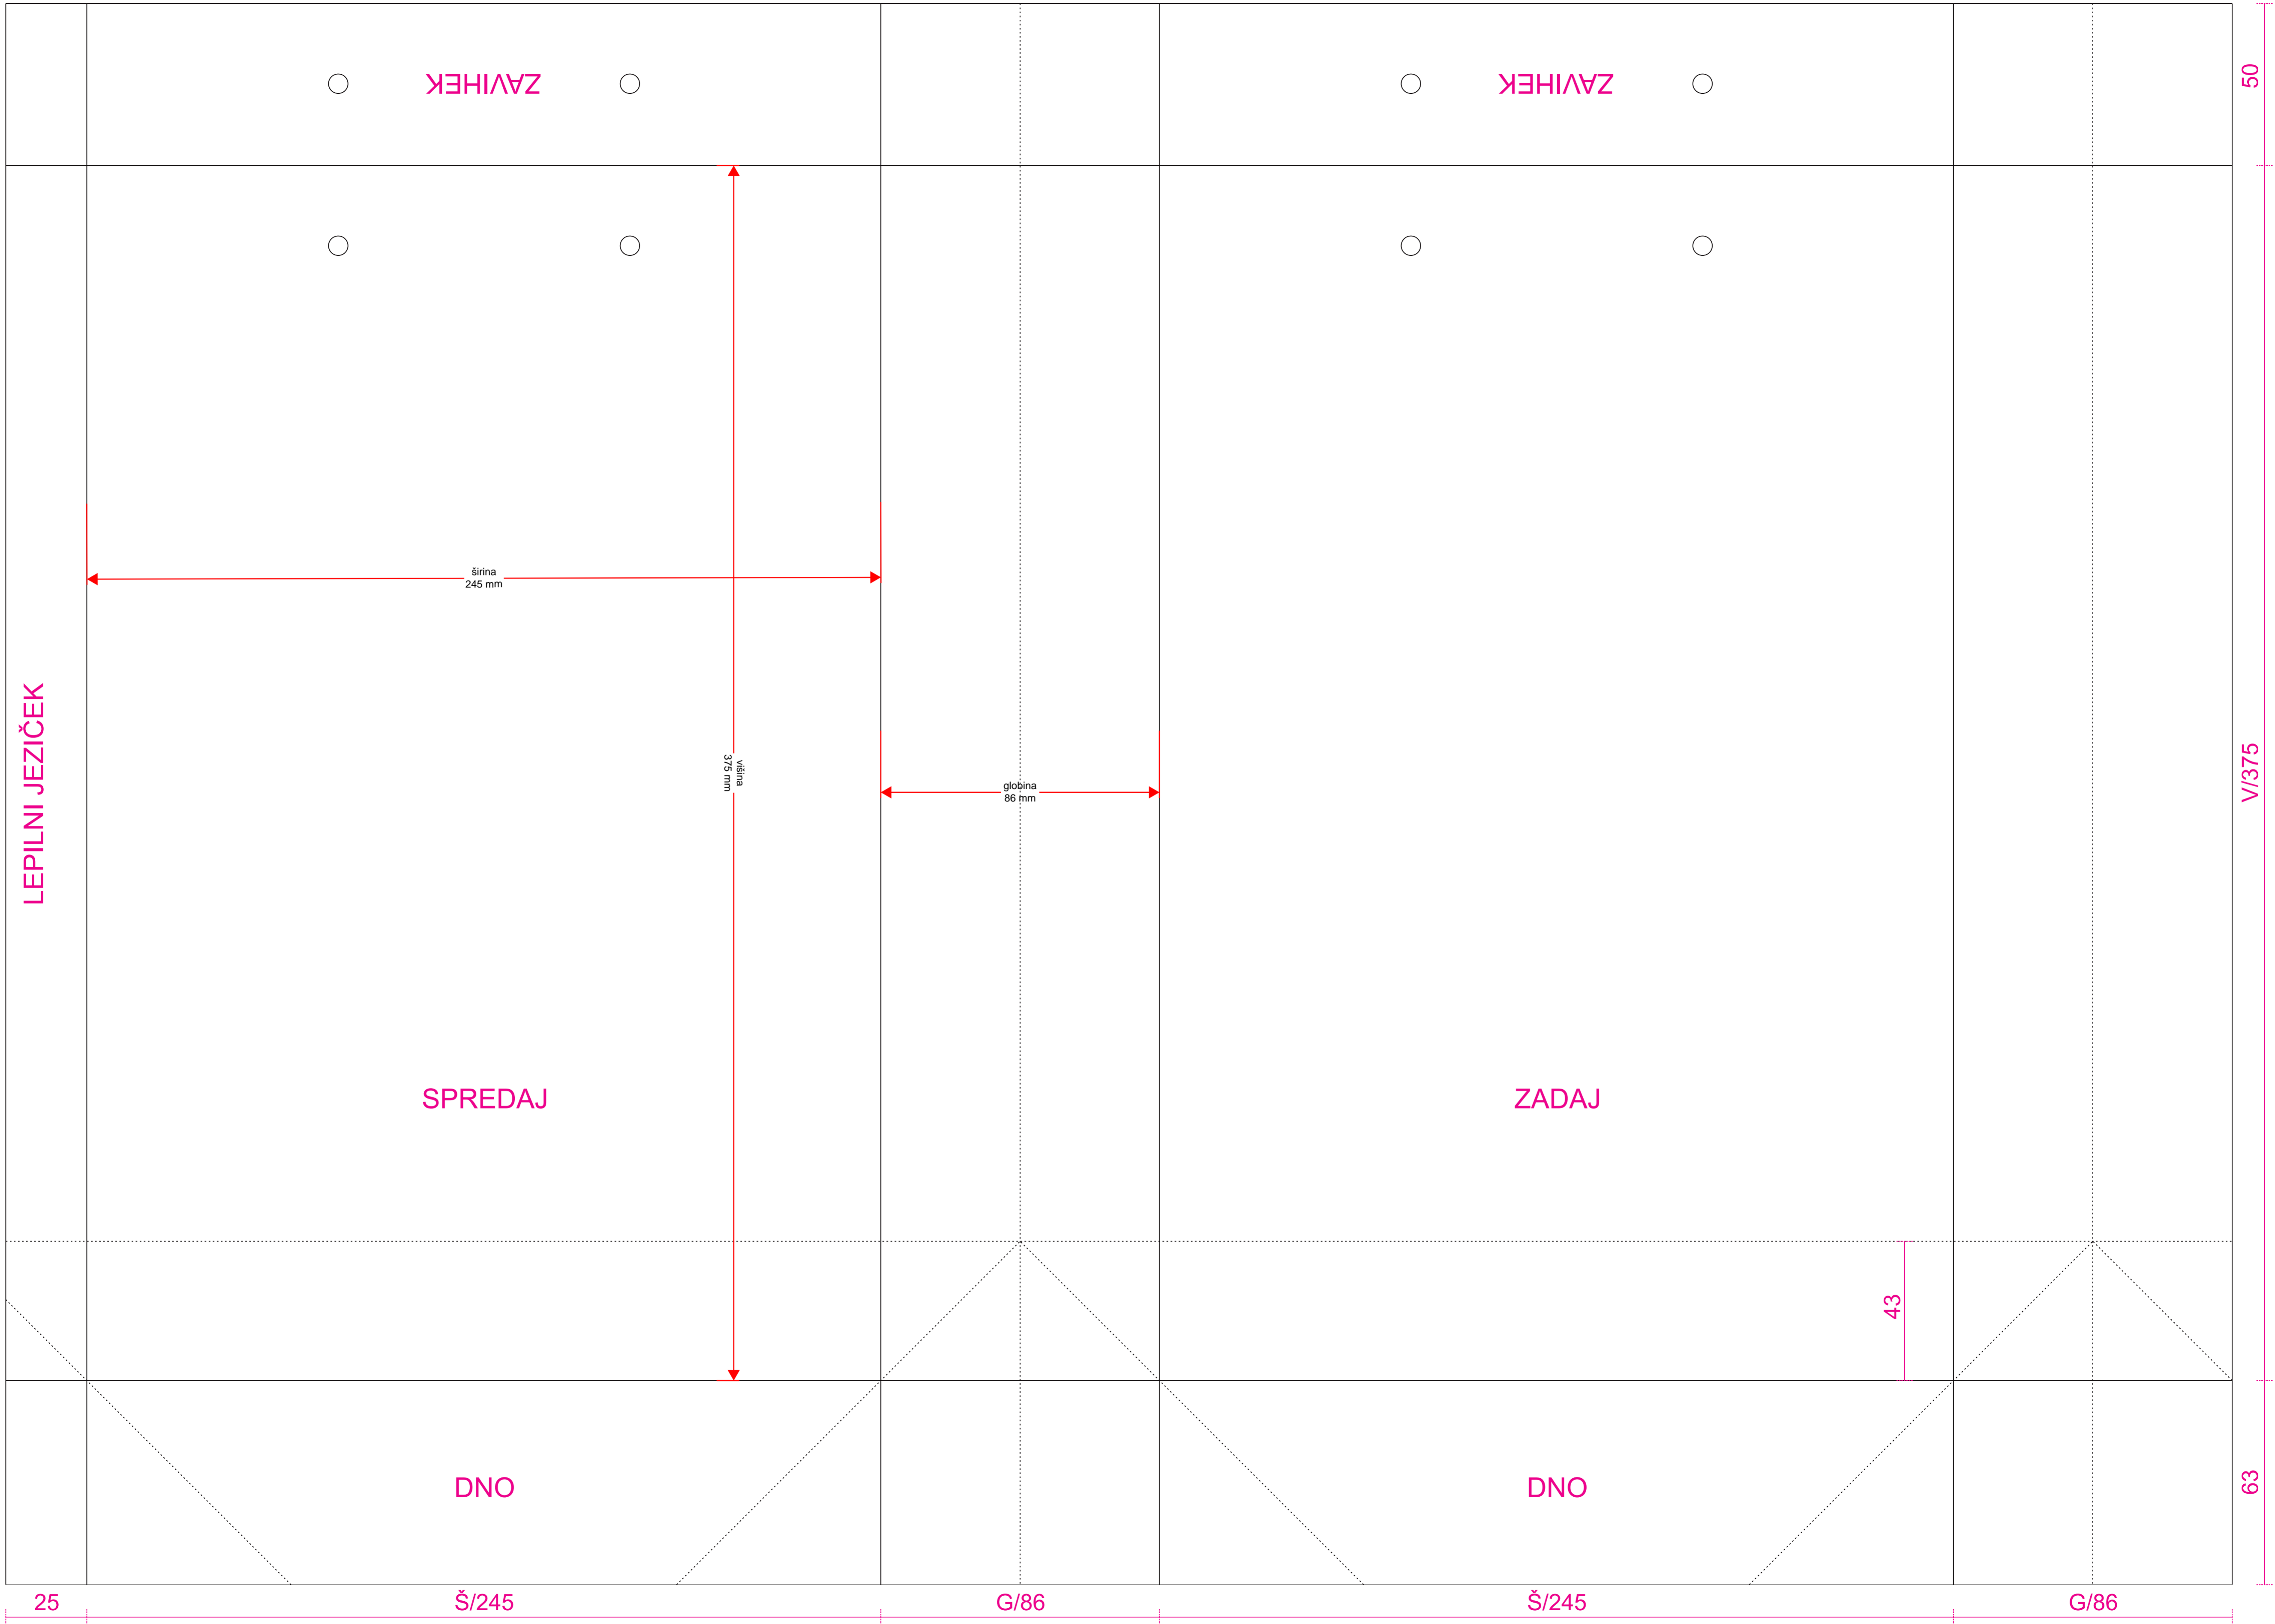 ZAVIHEK
ZAVIHEK
50
širina
245 mm
LEPILNI JEZIČEK
višina
375 mm
globina
86 mm
V/375
SPREDAJ
ZADAJ
43
DNO
DNO
63
25
Š/245
G/86
Š/245
G/86